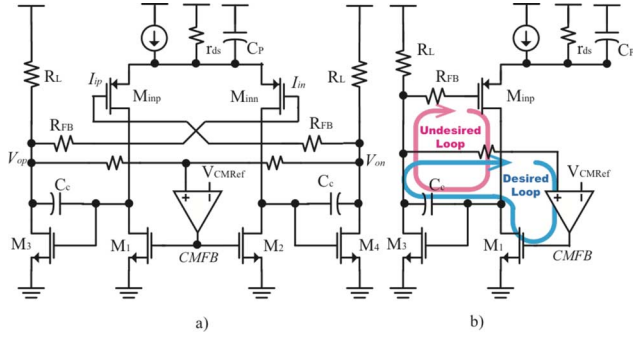 R_L
r_ds
C_P
R_L
I_ip
I_in
M_inp
M_inn
R_FB
R_FB
V_op
V_on
V_CMRef
C_c
C_c
+
−
M_3
M_1
M_2
M_4
CMFB
a)
R_L
r_ds
C_P
R_FB
M_inp
Undesired
Loop
Desired
Loop
V_CMRef
C_c
+
−
M_3
M_1
CMFB
b)